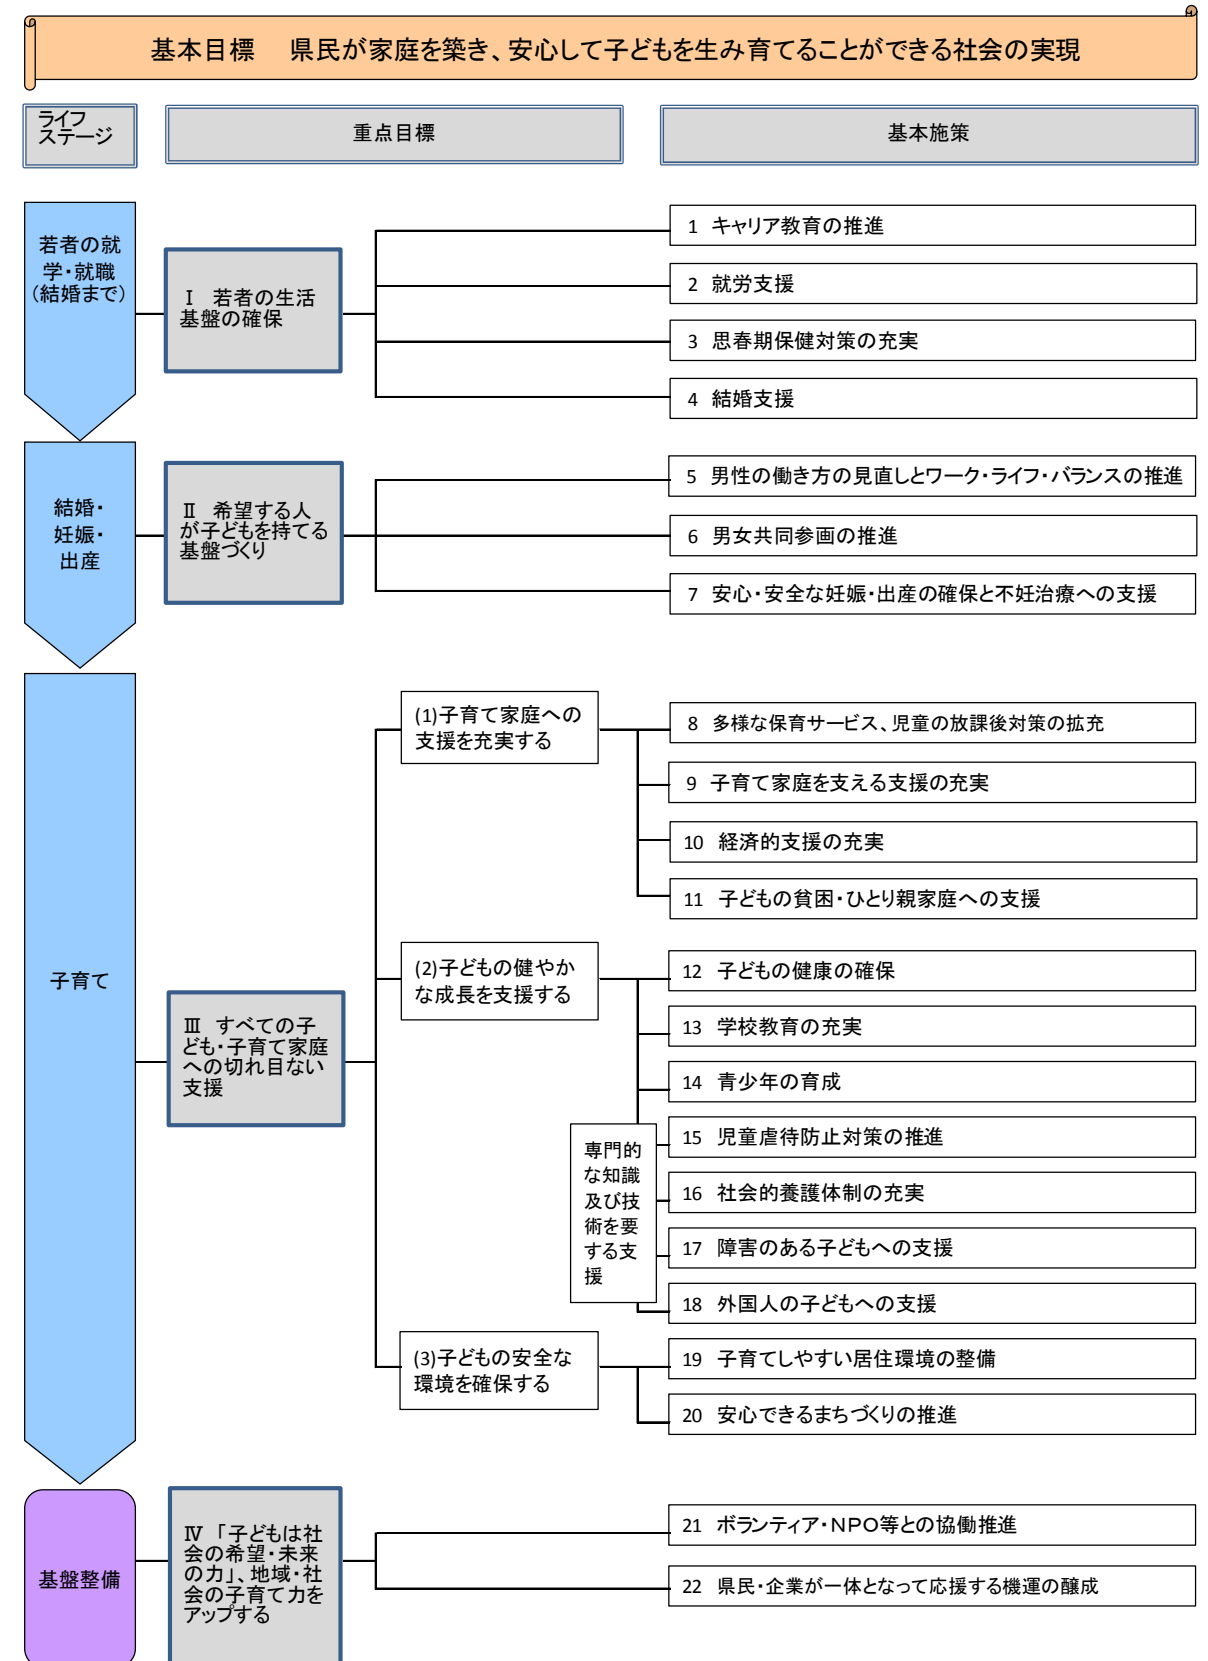 基本目標　県民が家庭を築き、安心して子どもを生み育てることができる社会の実現
ライフ
ステージ
重点目標
基本施策
若者の就
学・就職
（結婚まで）
Ⅰ　若者の生活
基盤の確保
1 キャリア教育の推進
2 就労支援
3 思春期保健対策の充実
4 結婚支援
結婚・
妊娠・
出産
Ⅱ　希望する人
が子どもを持てる
基盤づくり
5 男性の働き方の見直しとワーク・ライフ・バランスの推進
6 男女共同参画の推進
7 安心・安全な妊娠・出産の確保と不妊治療への支援
子育て
Ⅲ　すべての子
ども・子育て家庭
への切れ目ない
支援
(1)子育て家庭への
支援を充実する
8 多様な保育サービス、児童の放課後対策の拡充
9 子育て家庭を支える支援の充実
10 経済的支援の充実
11 子どもの貧困・ひとり親家庭への支援
(2)子どもの健やか
な成長を支援する
12 子どもの健康の確保
13 学校教育の充実
14 青少年の育成
専門的
な知識
及び技
術を要
する支
援
15 児童虐待防止対策の推進
16 社会的養護体制の充実
17 障害のある子どもへの支援
18 外国人の子どもへの支援
(3)子どもの安全な
環境を確保する
19 子育てしやすい居住環境の整備
20 安心できるまちづくりの推進
基盤整備
Ⅳ 「子どもは社
会の希望・未来
の力」、地域・社
会の子育て力を
アップする
21 ボランティア・NPO等との協働推進
22 県民・企業が一体となって応援する機運の醸成